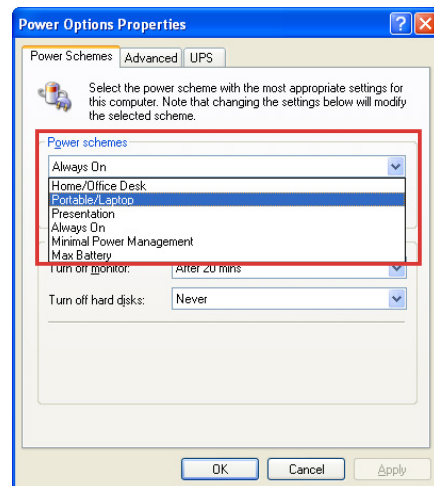 Power Options Properties
Power Schemes Advanced UPS
Select the power scheme with the most appropriate settings for
this computer. Note that changing the settings below will modify
the selected scheme.
Power schemes
Always On
Home/Office Desk
Portable/Laptop
Presentation
Always On
Minimal Power Management
Max Battery
Turn off monitor: After 20 mins
Turn off hard disks: Never
OK Cancel Apply